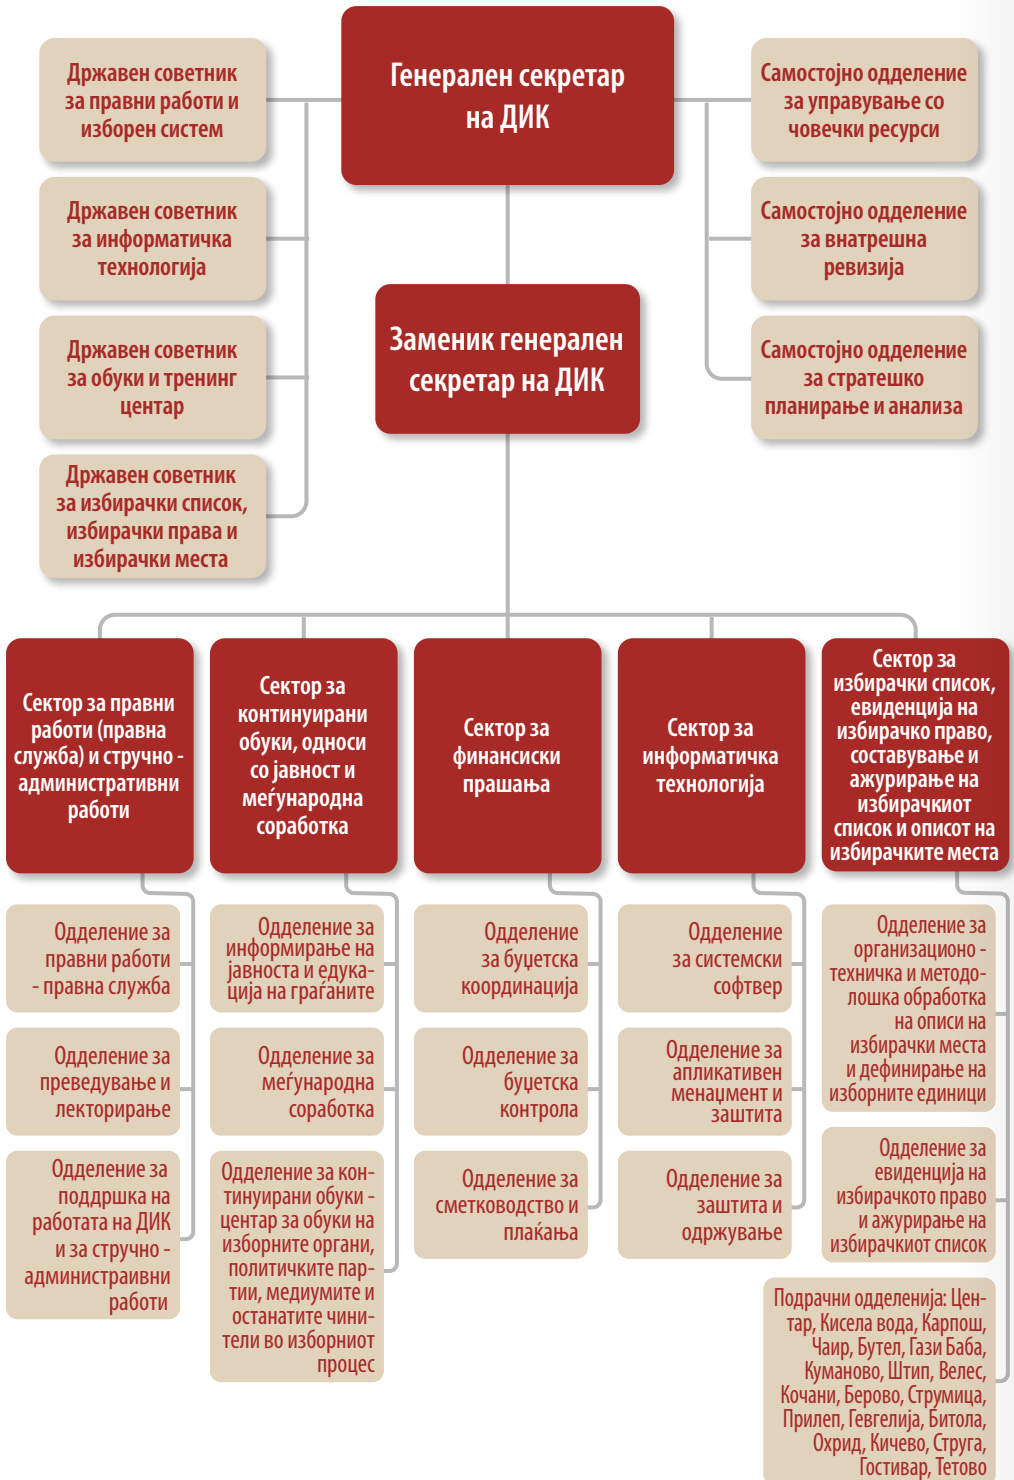 Генерален секретар
на ДИК
Државен советник
за правни работи и
изборен систем
Државен советник
за информатичка
технологија
Државен советник
за обуки и тренинг
центар
Државен советник
за избирачки список,
избирачки права и
избирачки места
Самостојно одделение
за управување со
човечки ресурси
Самостојно одделение
за внатрешна
ревизија
Самостојно одделение
за стратешко
планирање и анализа
Заменик генерален
секретар на ДИК
Сектор за правни
работи (правна
служба) и стручно -
административни
работи
Одделение за
правни работи
- правна служба
Одделение за
преведување и
лекторирање
Одделение за
поддршка на
работата на ДИК
и за стручно -
администраивни
работи
Сектор за
континуирани
обуки, односи
со јавност и
меѓународна
соработка
Одделение за
информирање на
јавноста и едука-
ција на граѓаните
Одделение за
меѓународна
соработка
Одделение за кон-
тинуирани обуки -
центар за обуки на
изборните органи,
политичките пар-
тии, медиумите и
останатите чини-
тели во изборниот
процес
Сектор за
финансиски
прашања
Одделение
за буџетска
координација
Одделение за
буџетска
контрола
Одделение за
сметководство и
плаќања
Сектор за
информатичка
технологија
Одделение
за системски
софтвер
Одделение за
апликативен
менаџмент и
заштита
Одделение за
заштита и
одржување
Сектор за
избирачки список,
евиденција на
избирачко право,
составување и
ажурирање на
избирачкиот
список и описот на
избирачките места
Одделение за
организационо -
техничка и методо-
лошка обработка
на описи на
избирачки места
и дефинирање на
изборните единици
Одделение за
евиденција на
избирачкото право
и ажурирање на
избирачкиот список
Подрачни одделенија: Цен-
тар, Кисела вода, Карпош,
Чаир, Бутел, Гази Баба,
Куманово, Штип, Велес,
Кочани, Берово, Струмица,
Прилеп, Гевгелија, Битола,
Охрид, Кичево, Струга,
Гостивар, Тетово